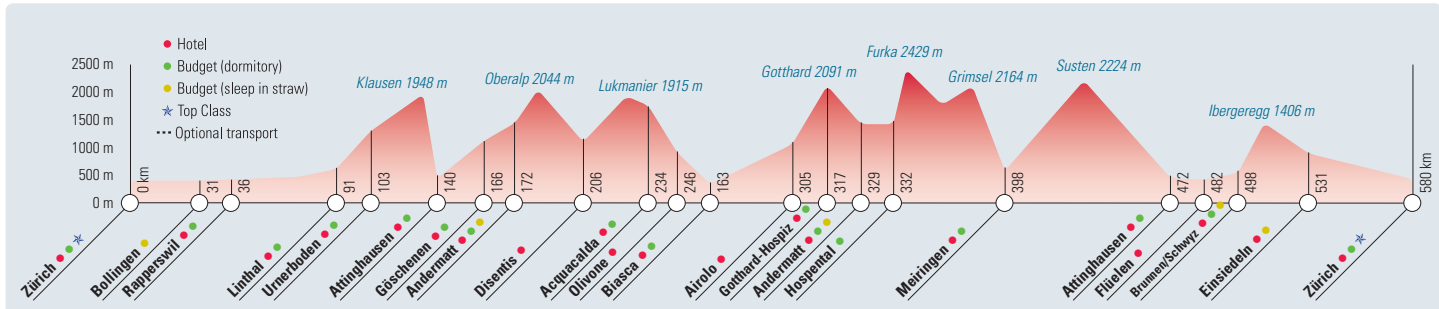 Hotel
Budget (dormitory)
Budget (sleep in straw)
Top Class
Optional transport
2500 m
2000 m
1500 m
1000 m
500 m
0 m
Klausen 1948 m
Oberalp 2044 m
Lukmanier 1915 m
Gotthard 2091 m
Furka 2429 m
Grimsel 2164 m
Susten 2224 m
Ibergeregg 1406 m
0 km
31
36
91
103
140
166
172
206
234
246
163
305
317
329
332
398
472
482
498
531
580 km
Zürich
Bollingen
Rapperswil
Linthal
Urnerboden
Attinghausen
Göschenen
Andermatt
Disentis
Acquacalda
Olivone
Biasca
Airolo
Gotthard-Hospiz
Andermatt
Hospental
Meiringen
Attinghausen
Flüelen
Brunnen/Schwyz
Einsiedeln
Zürich